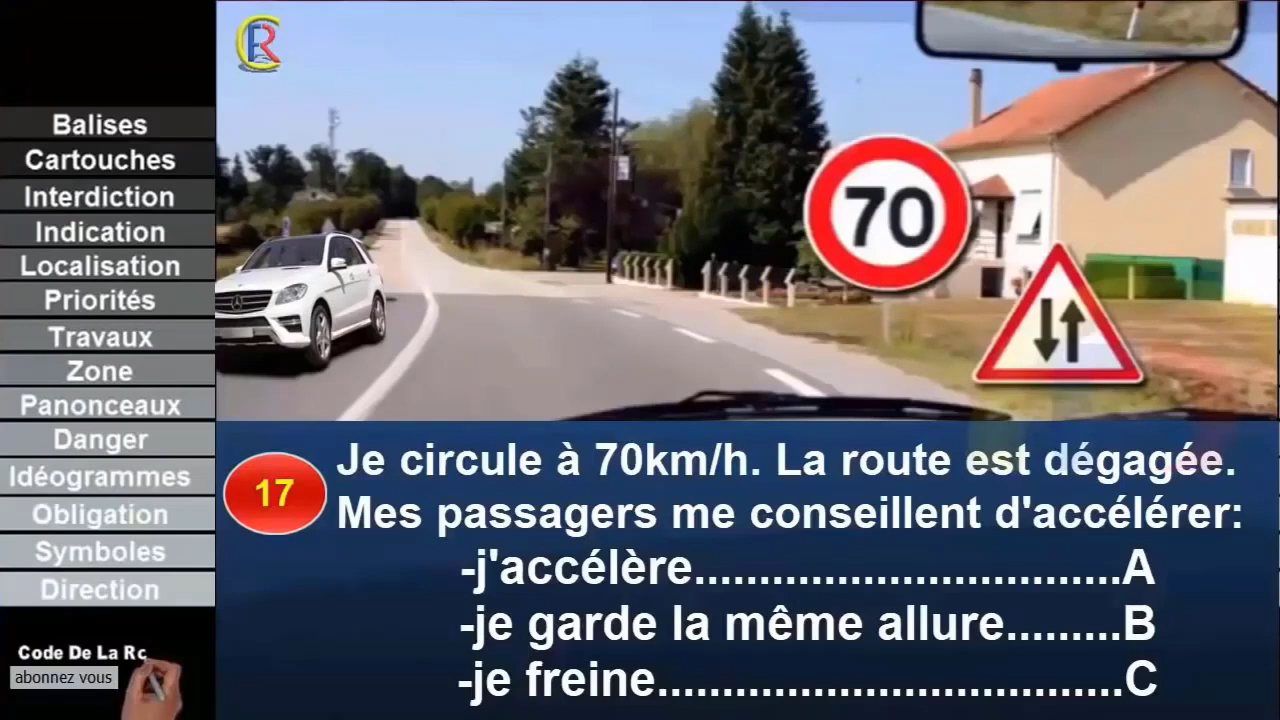 Balises
Cartouches
Interdiction
Indication
Localisation
Priorités
Travaux
Zone
Panonceaux
Danger
Idéogrammes
Obligation
Symboles
Direction
Code De La Rc
abonnez vous
CR
70
17
Je circule à 70km/h. La route est dégagée.
Mes passagers me conseillent d'accélérer:
-j'accélère.................................A
-je garde la même allure.........B
-je freine....................................C